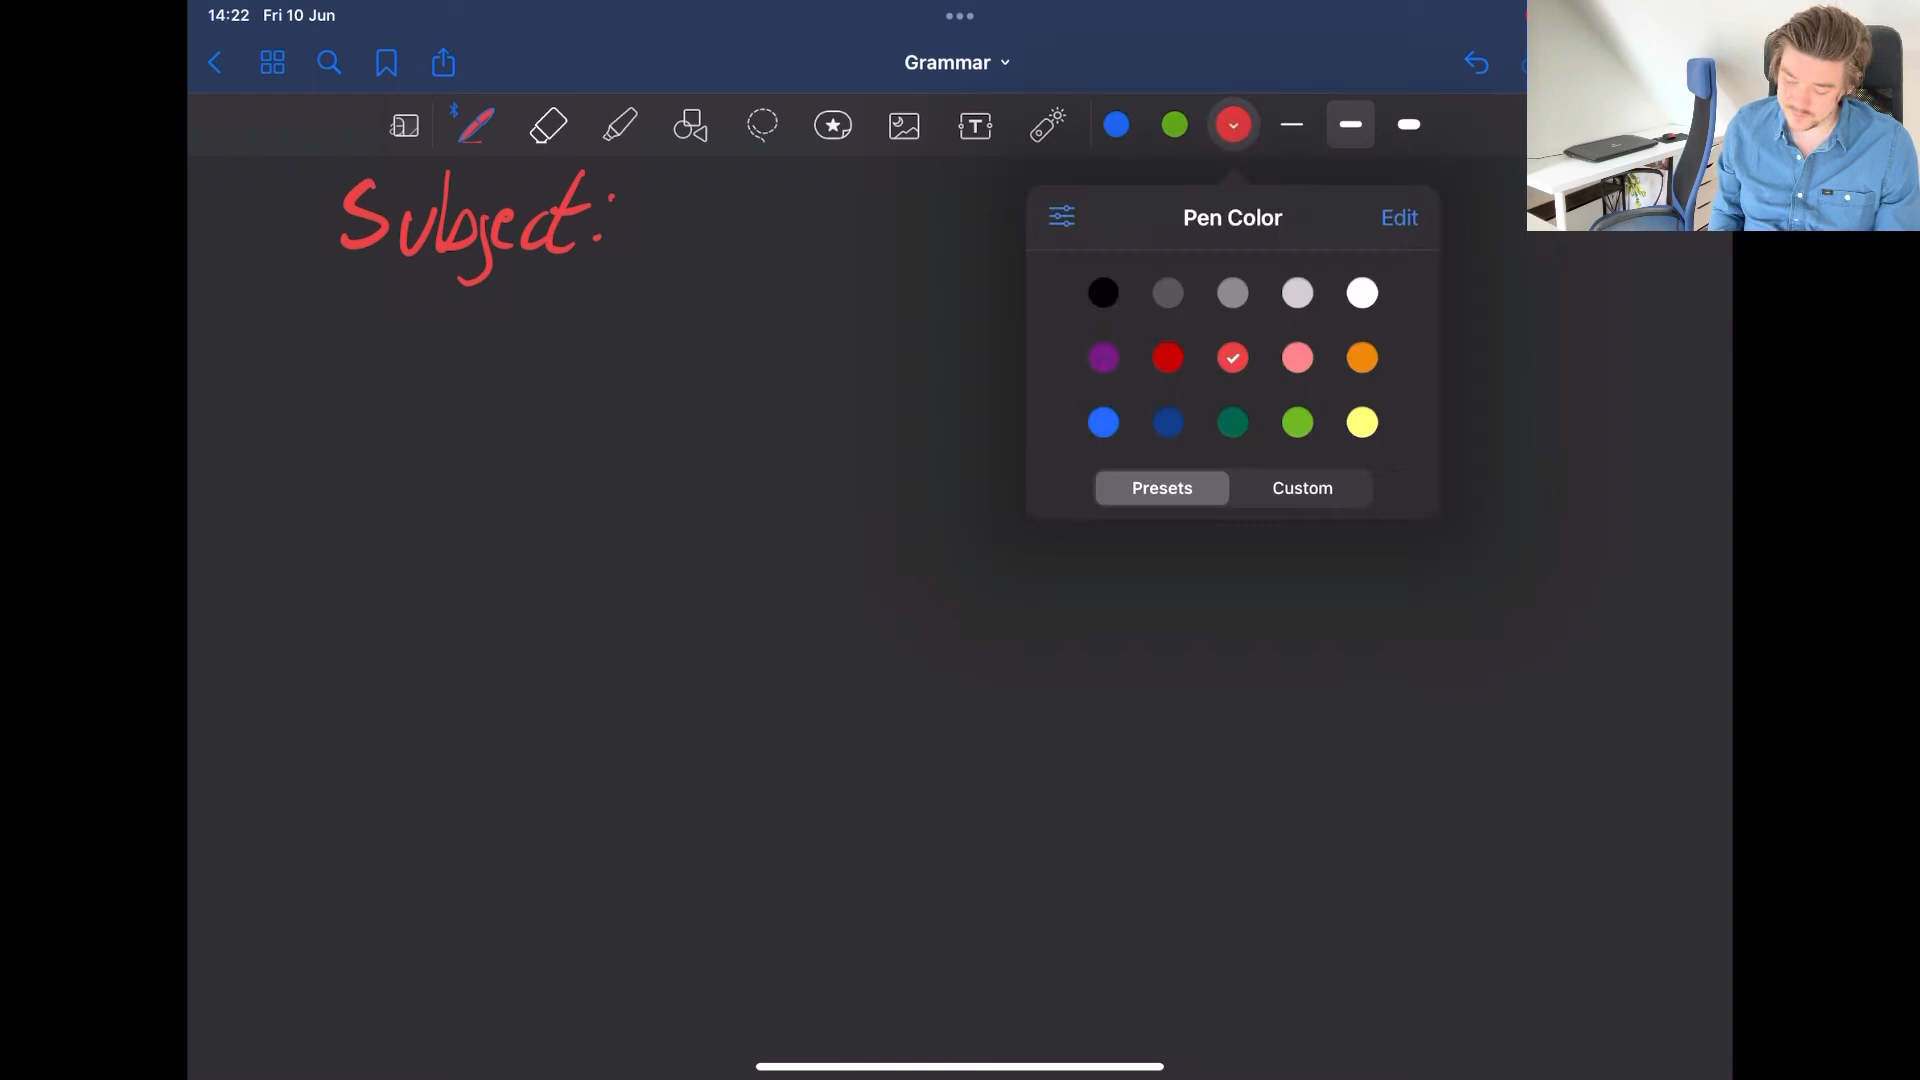 14:22 Fri 10 Jun
Grammar
Subject:
Pen Color
Edit
Presets
Custom